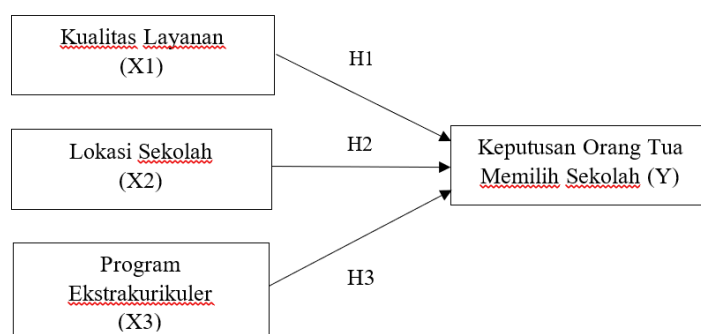 Kualitas Layanan
(X1)
H1
Lokasi Sekolah
(X2)
H2
Keputusan Orang Tua
Memilih Sekolah (Y)
Program
Ekstrakurikuler
(X3)
H3